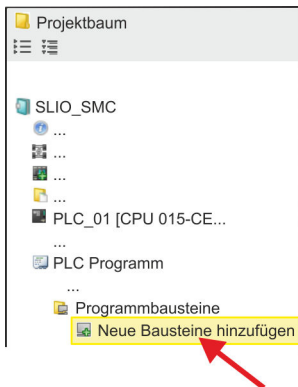 Projektbaum
SLIO_SMC
...
...
...
...
PLC_01 [CPU 015-CE...
...
PLC Programm
...
Programmbausteine
Neue Bausteine hinzufügen